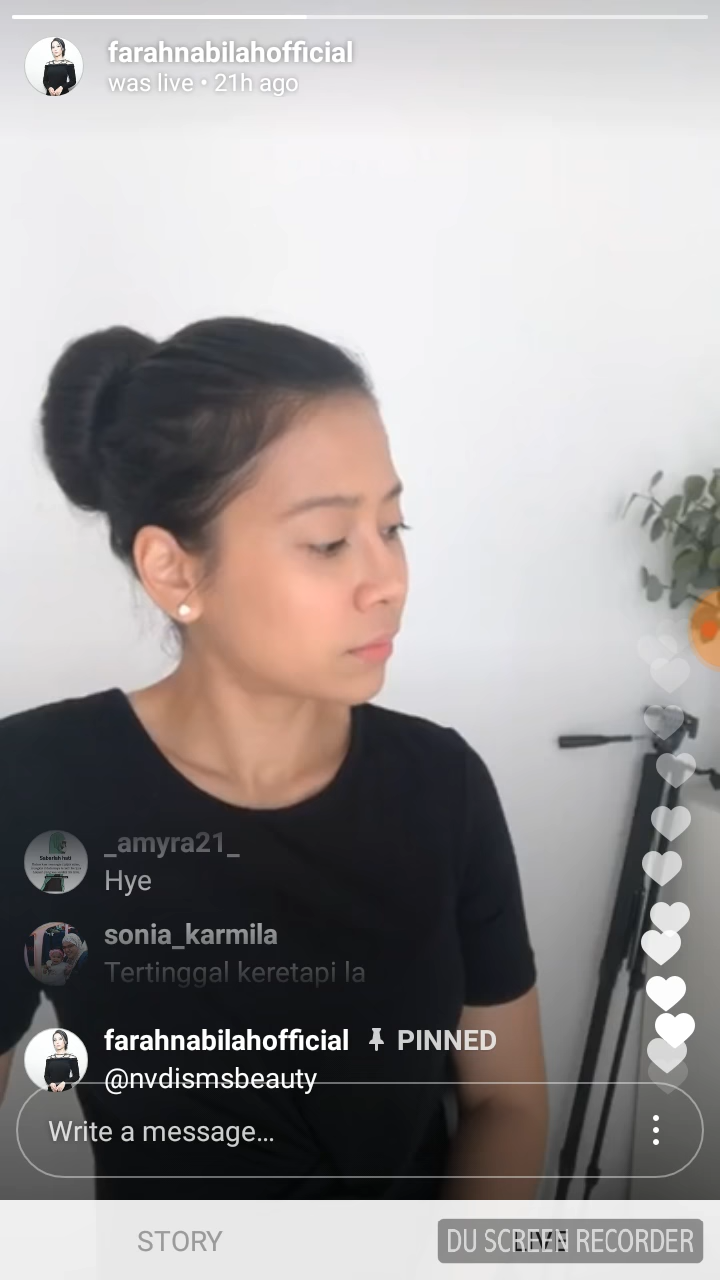 farahnabilahofficial
was live • 21h ago
_amyra21_
Hye
sonia_karmila
Tertinggal keretapi la
farahnabilahofficial PINNED
@nvdismsbeauty
Write a message...
STORY
LIVE
DU SCREEN RECORDER